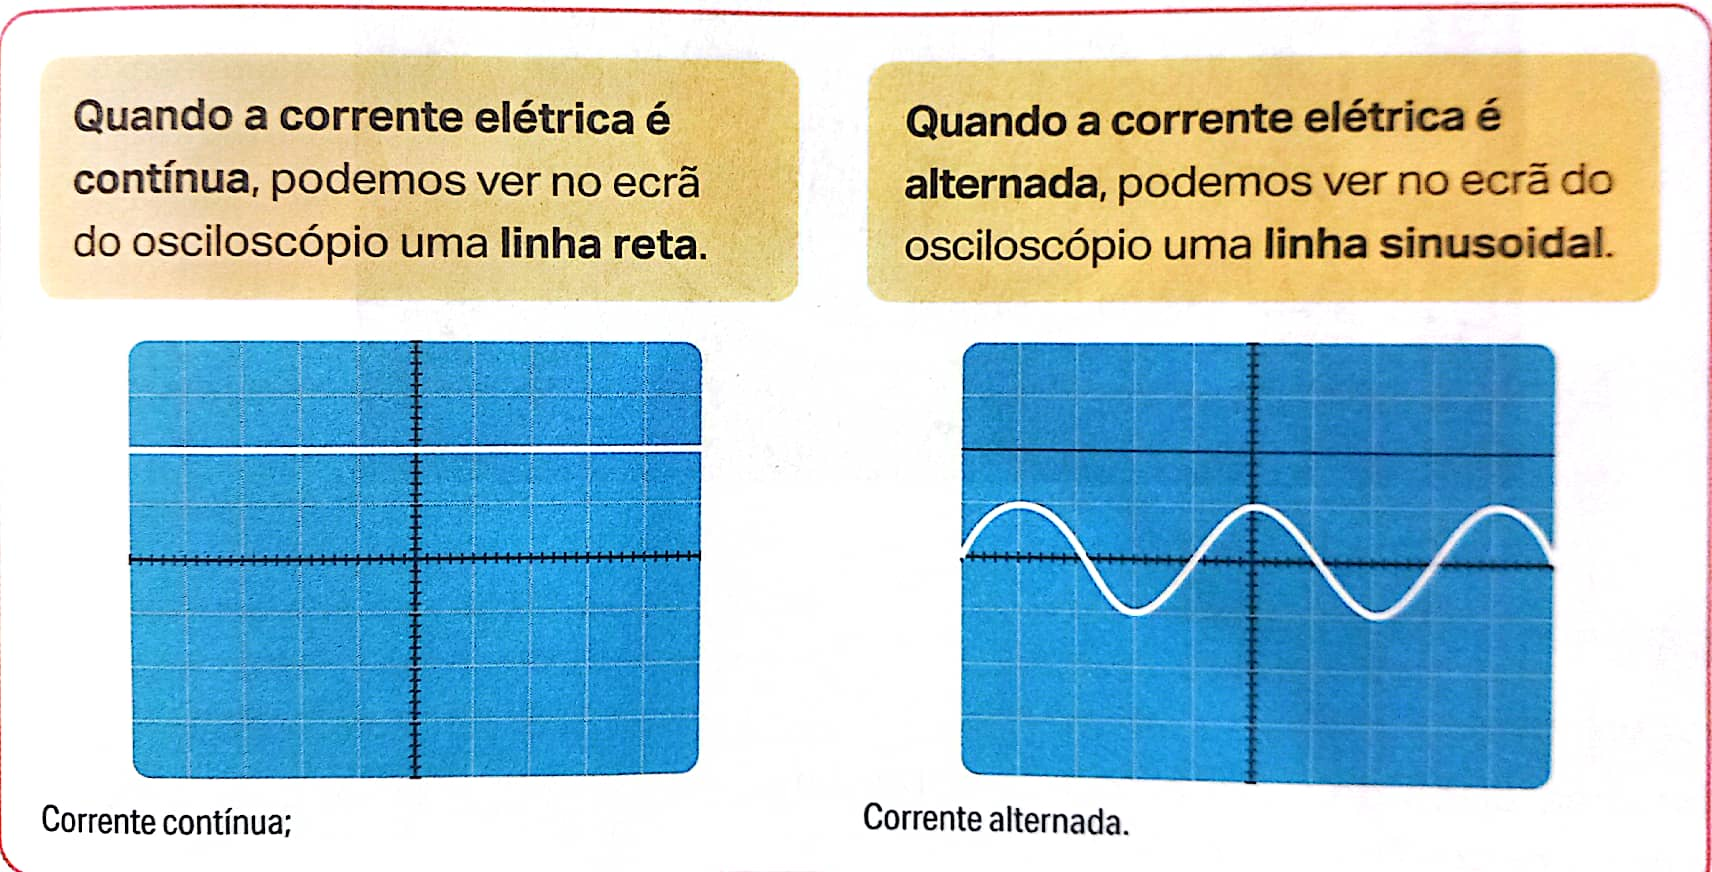 Quando a corrente elétrica é
contínua, podemos ver no ecrã
do osciloscópio uma linha reta.
Quando a corrente elétrica é
alternada, podemos ver no ecrã do
osciloscópio uma linha sinusoidal.
Corrente contínua;
Corrente alternada.